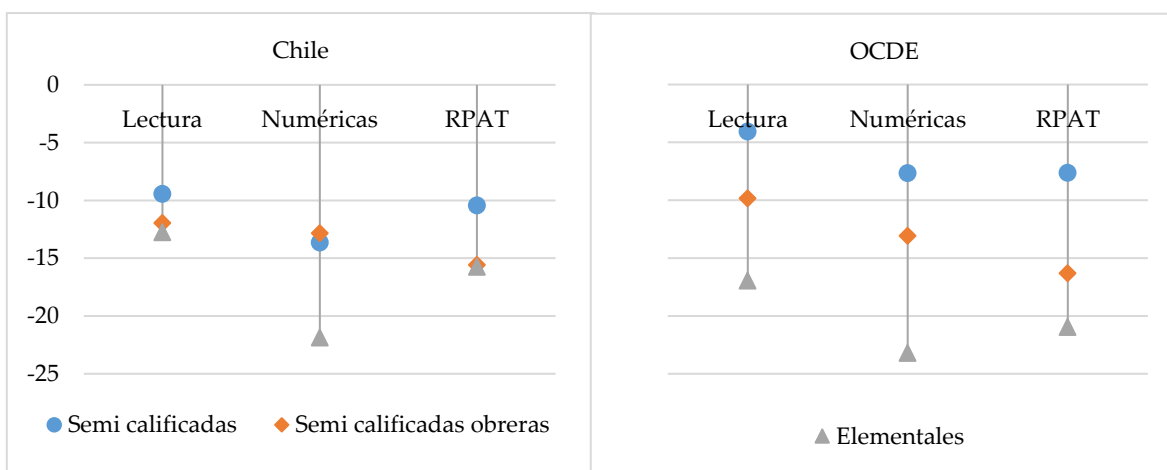 Chile
0
Lectura Numéricas RPAT
-5
-10
-15
-20
-25
Semi calificadas Semi calificadas obreras
OCDE
Lectura Numéricas RPAT
Elementales